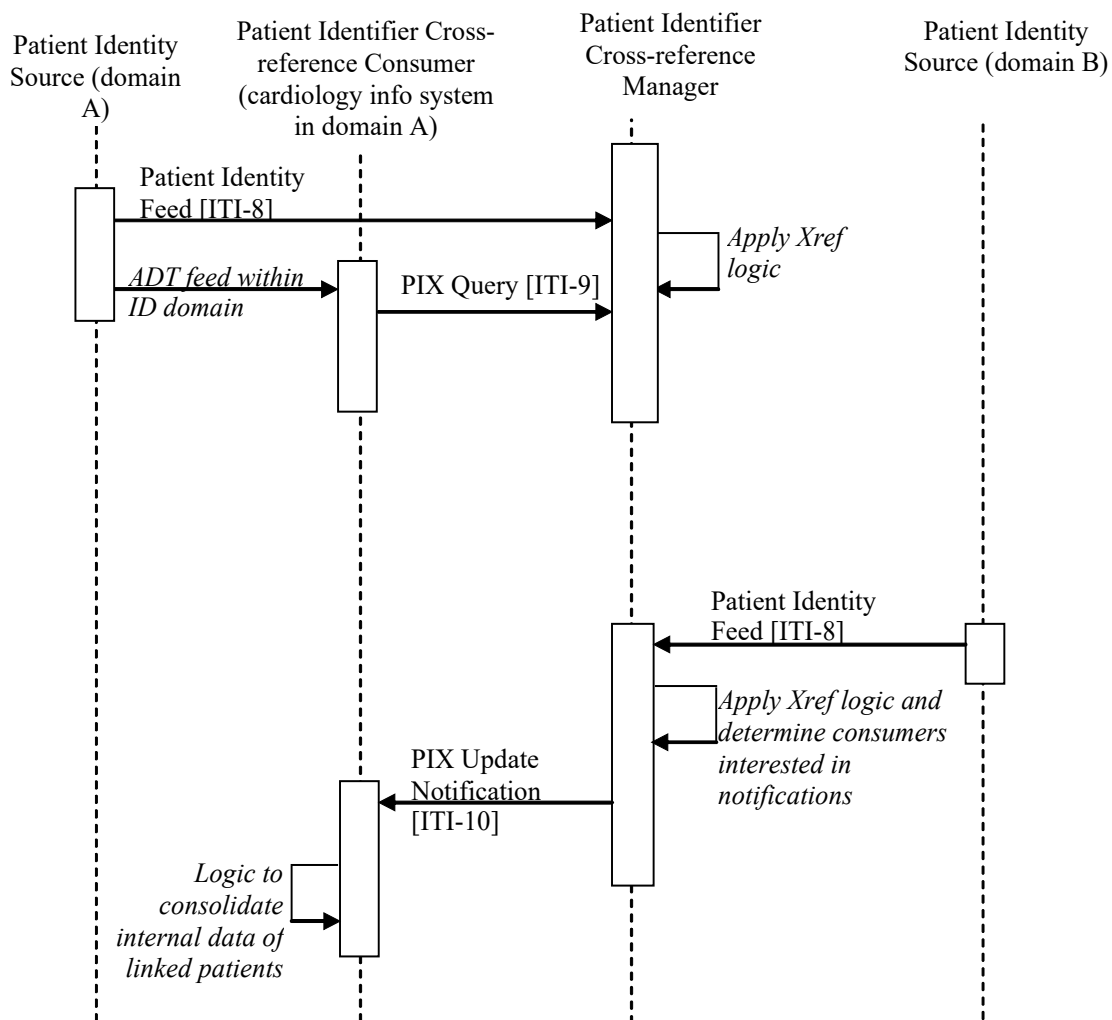 Patient Identity
Source (domain
A)
Patient Identifier Cross-
reference Consumer
(cardiology info system
in domain A)
Patient Identifier
Cross-reference
Manager
Patient Identity
Source (domain B)
Patient Identity
Feed [ITI-8]
Apply Xref
logic
ADT feed within
ID domain
PIX Query [ITI-9]
Patient Identity
Feed [ITI-8]
Apply Xref logic and
determine consumers
interested in
notifications
PIX Update
Notification
[ITI-10]
Logic to
consolidate
internal data of
linked patients